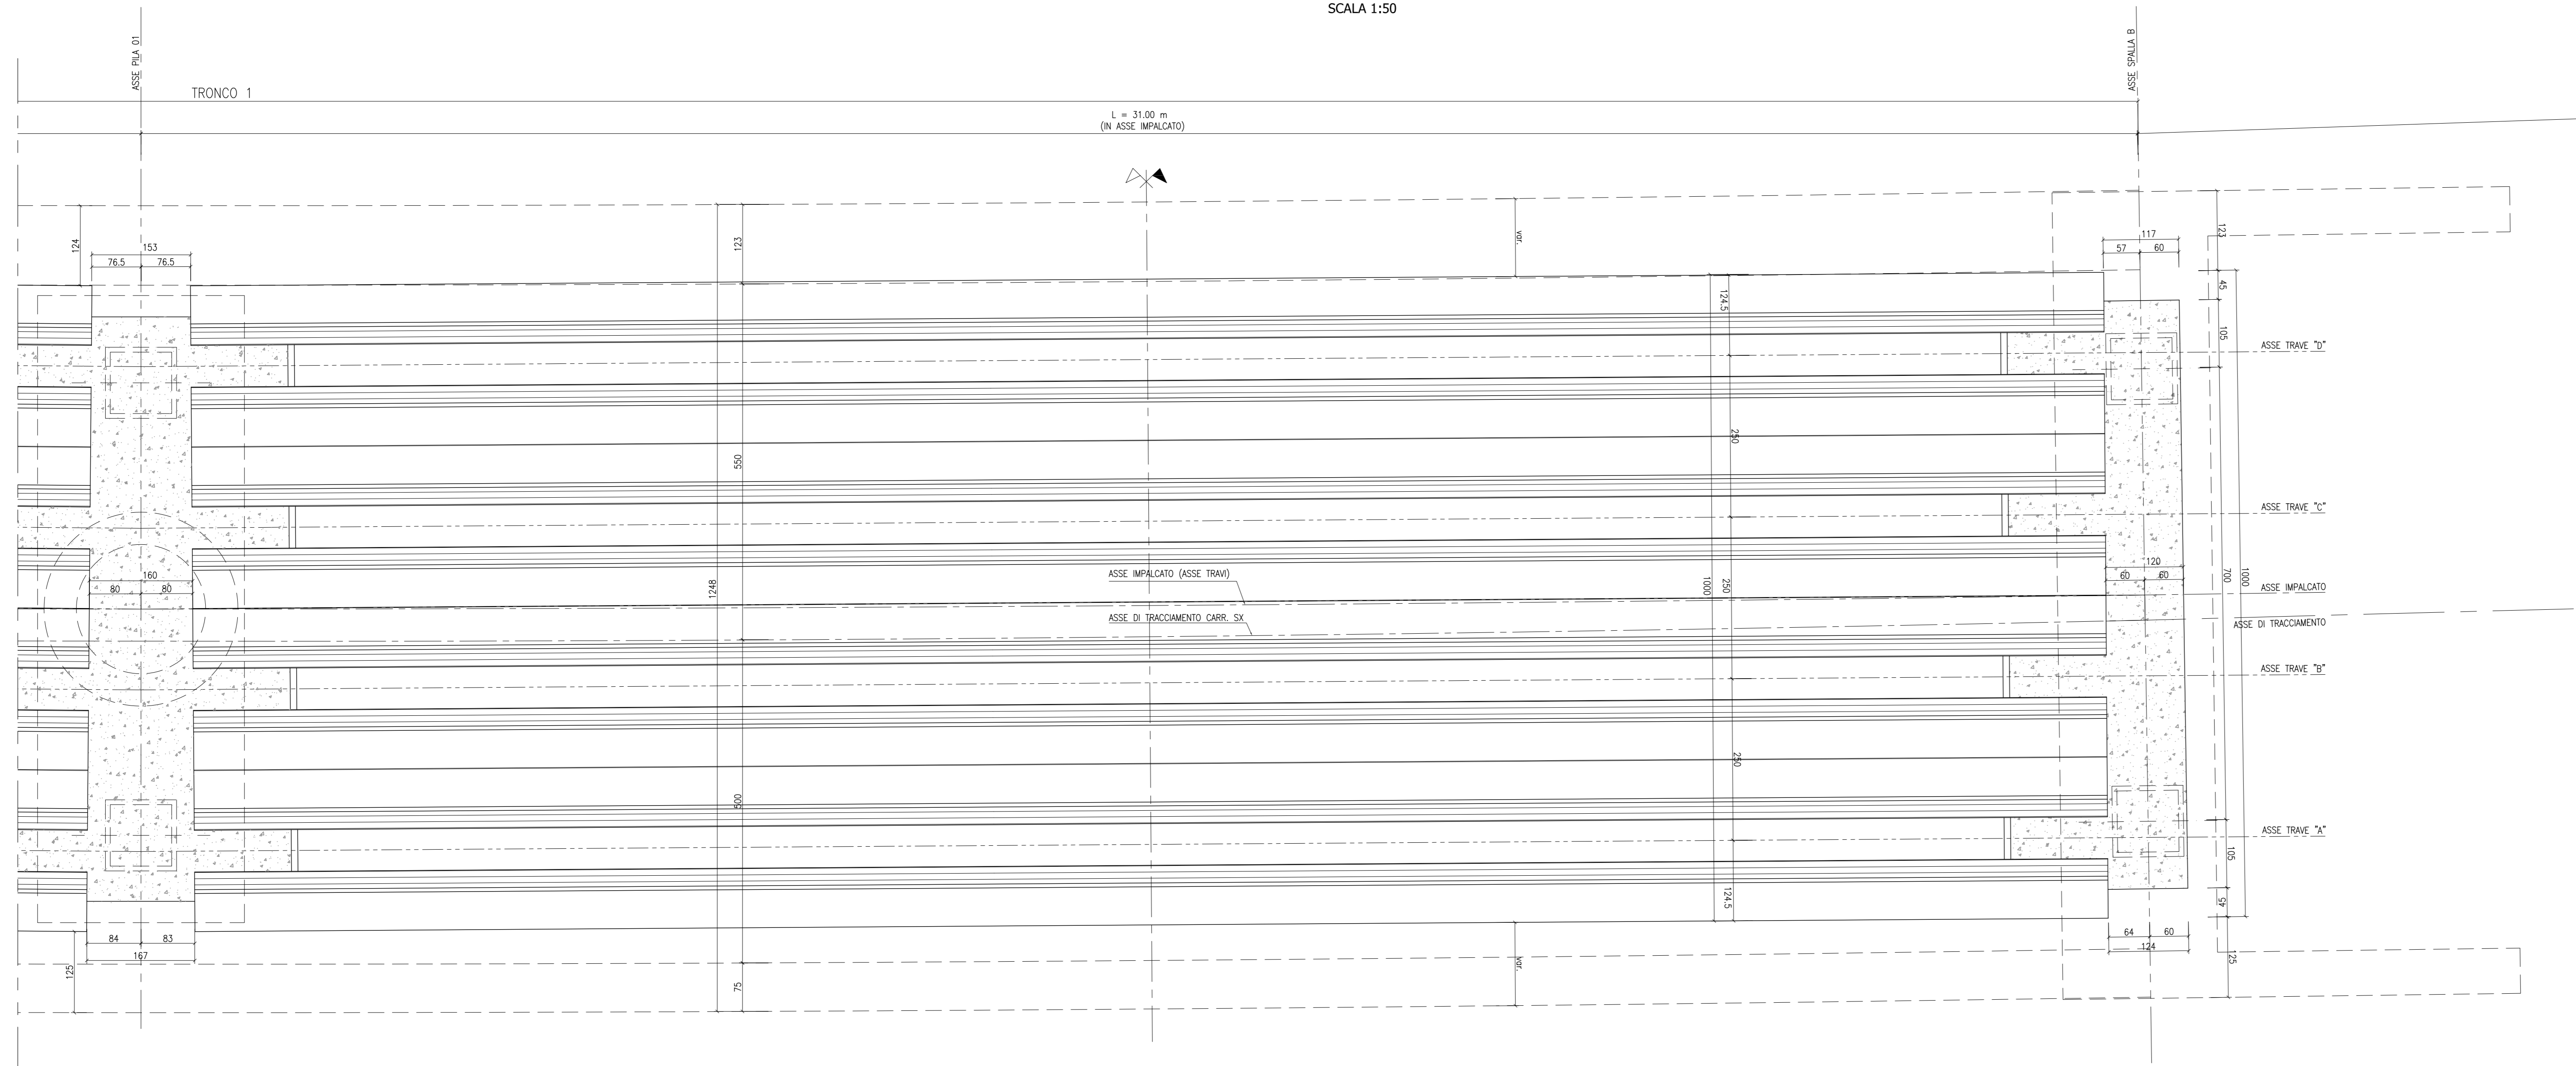 SCALA 1:50
ASSE PILA 01
ASSE SPALLA B
TRONCO 1
L = 31.00 m
(IN ASSE IMPALCATO)
124
153
76.5
76.5
123
var.
117
57
60
123
45
105
124.5
ASSE TRAVE "D"
550
250
ASSE TRAVE "C"
160
80
80
1248
ASSE IMPALCATO (ASSE TRAVI)
ASSE DI TRACCIAMENTO CARR. SX
1000
250
120
60
60
700
1000
ASSE IMPALCATO
ASSE DI TRACCIAMENTO
ASSE TRAVE "B"
250
500
ASSE TRAVE "A"
105
124.5
45
84
83
167
125
75
var.
64
60
124
125